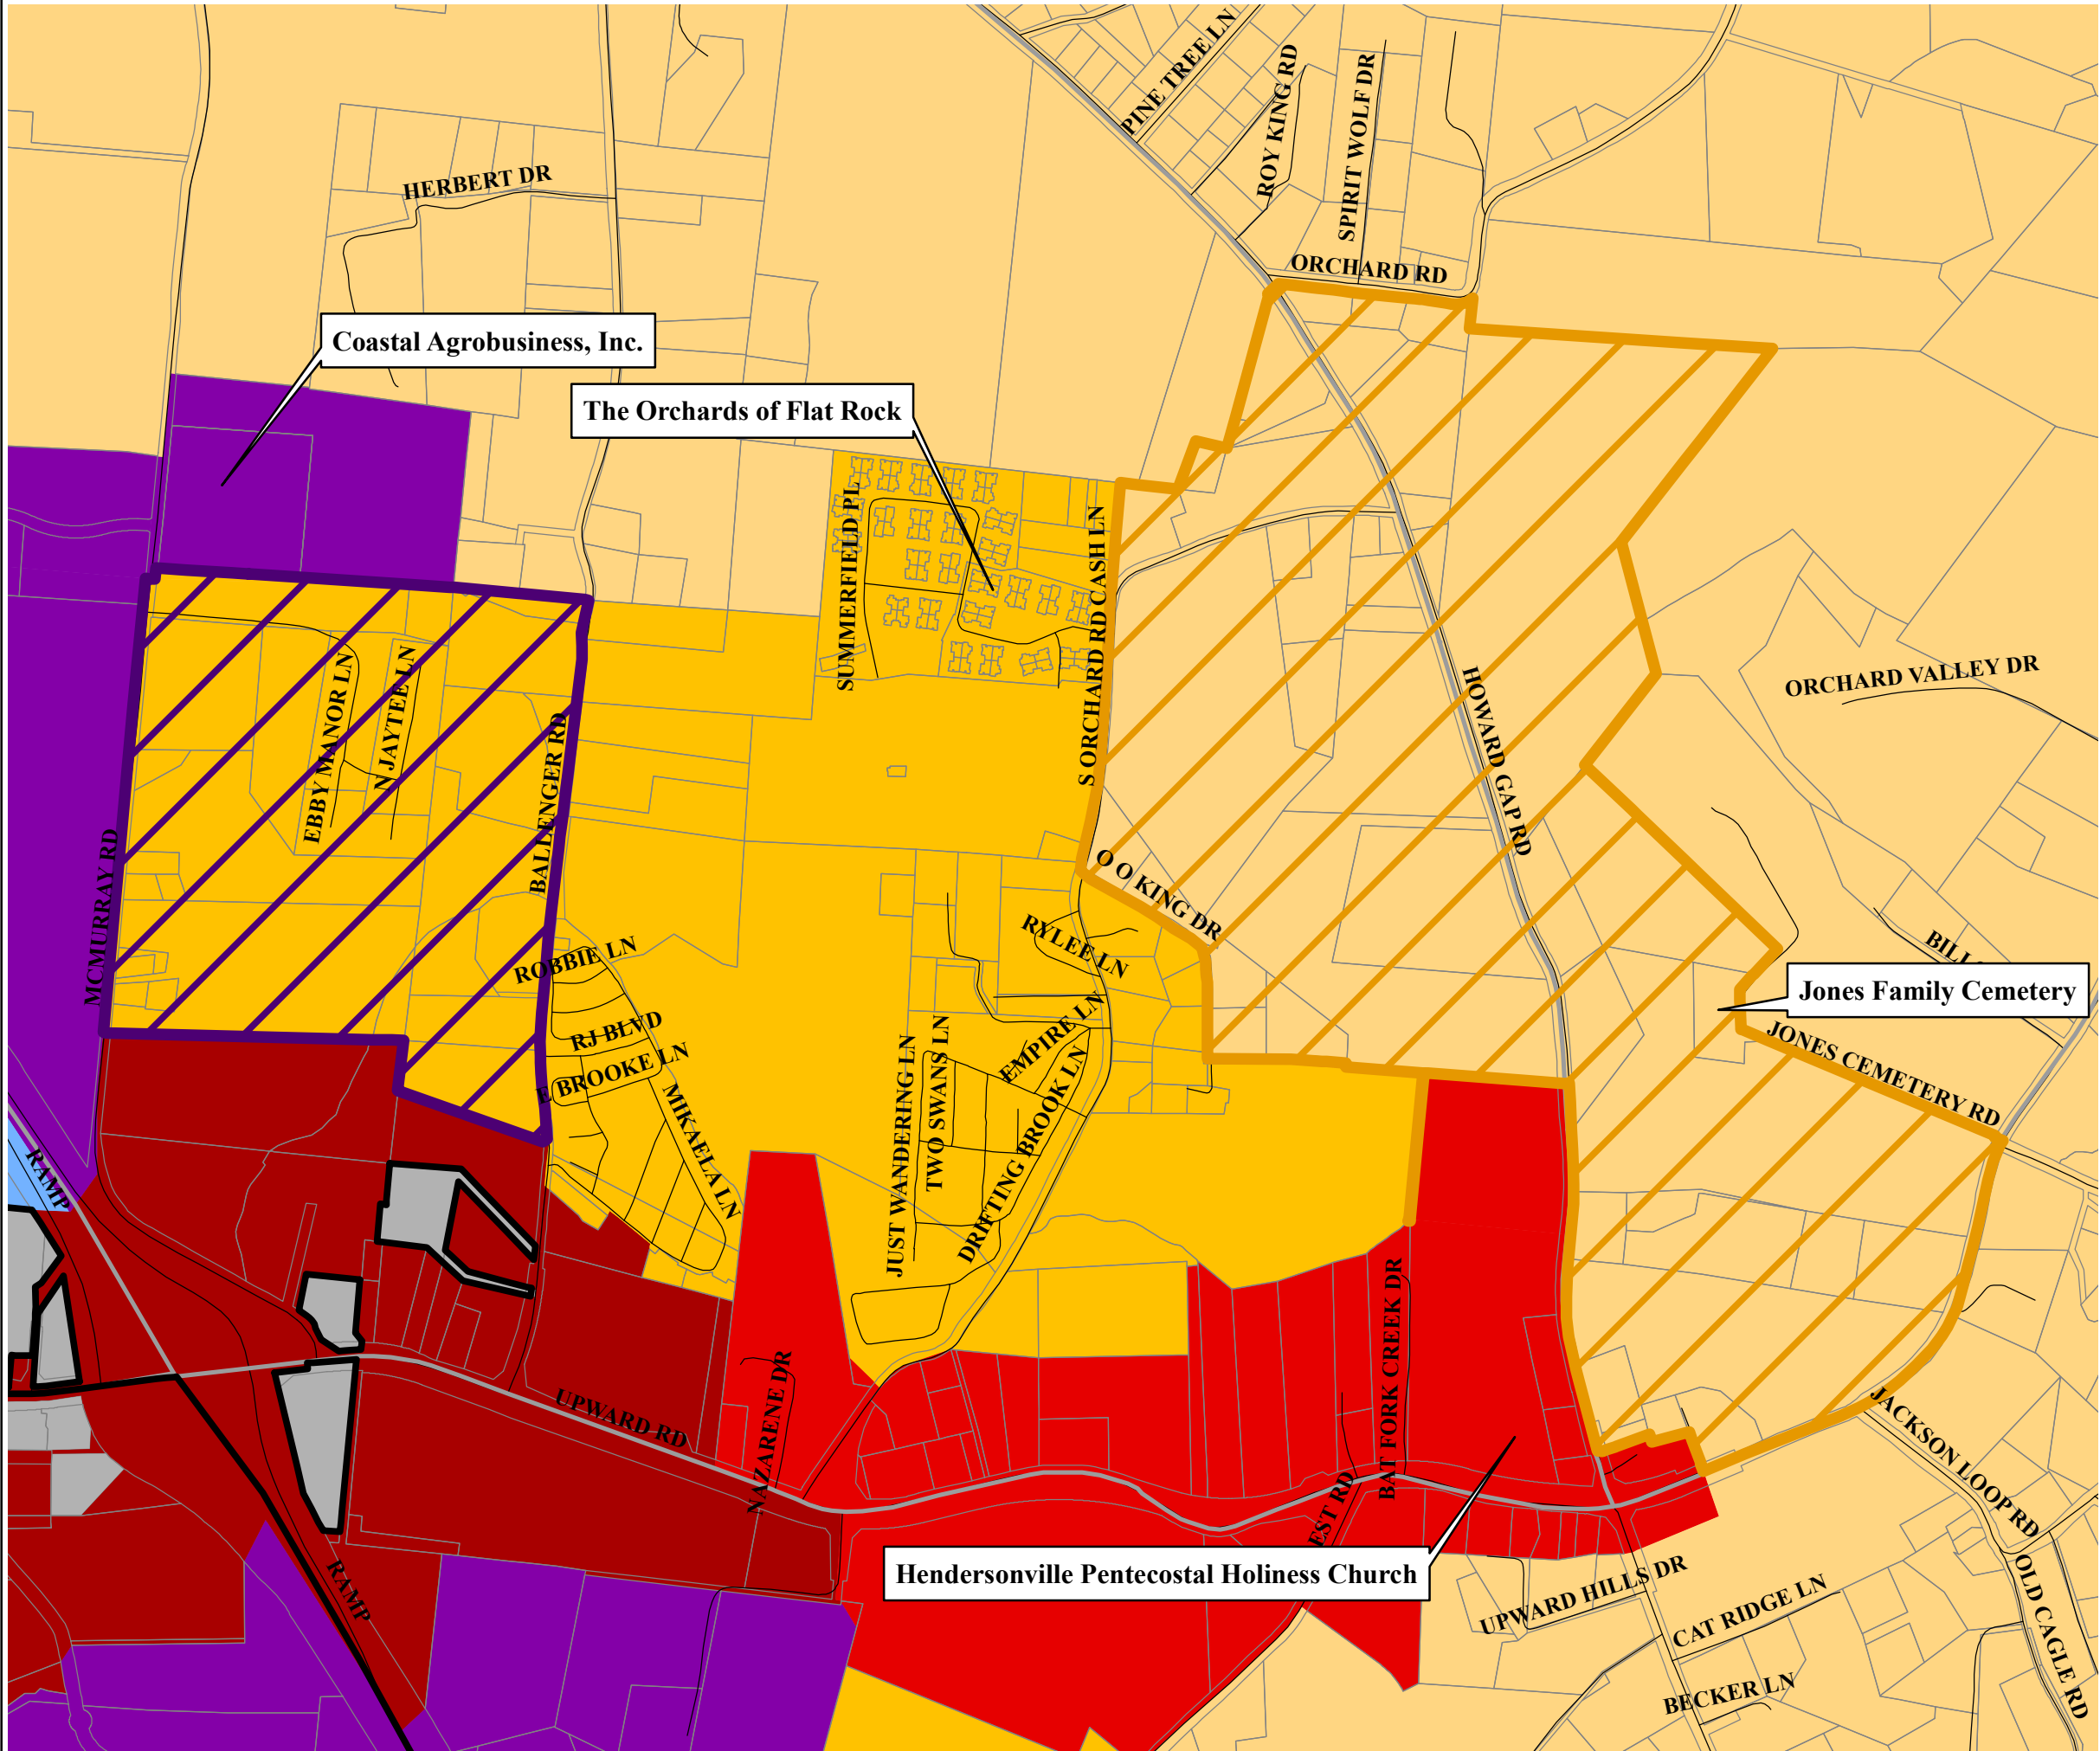 PINE TREE LN
ROY KING RD
SPIRIT WOLF DR
HERBERT DR
ORCHARD RD
Coastal Agrobusiness, Inc.
The Orchards of Flat Rock
SUMMERFIELD PL
S ORCHARD RD CASH LN
ORCHARD VALLEY DR
EBBY MANOR LN
N JAYTEE LN
BALLENGER RD
HOWARD GAP RD
MCMURRAY RD
O O KING DR
RYLEE LN
ROBBIE LN
Jones Family Cemetery
RJ BLVD
EMPIRE LN
JONES CEMETERY RD
E BROOKE LN
MIKAELA LN
JUST WANDERING LN
TWO SWANS LN
DRIFTING BROOK LN
RAMP
BAT FORK CREEK DR
UPWARD RD
NAZARENE DR
JACKSON LOOP RD
EST RD
Hendersonville Pentecostal Holiness Church
RAMP
UPWARD HILLS DR
CAT RIDGE LN
OLD CAGLE RD
BECKER LN